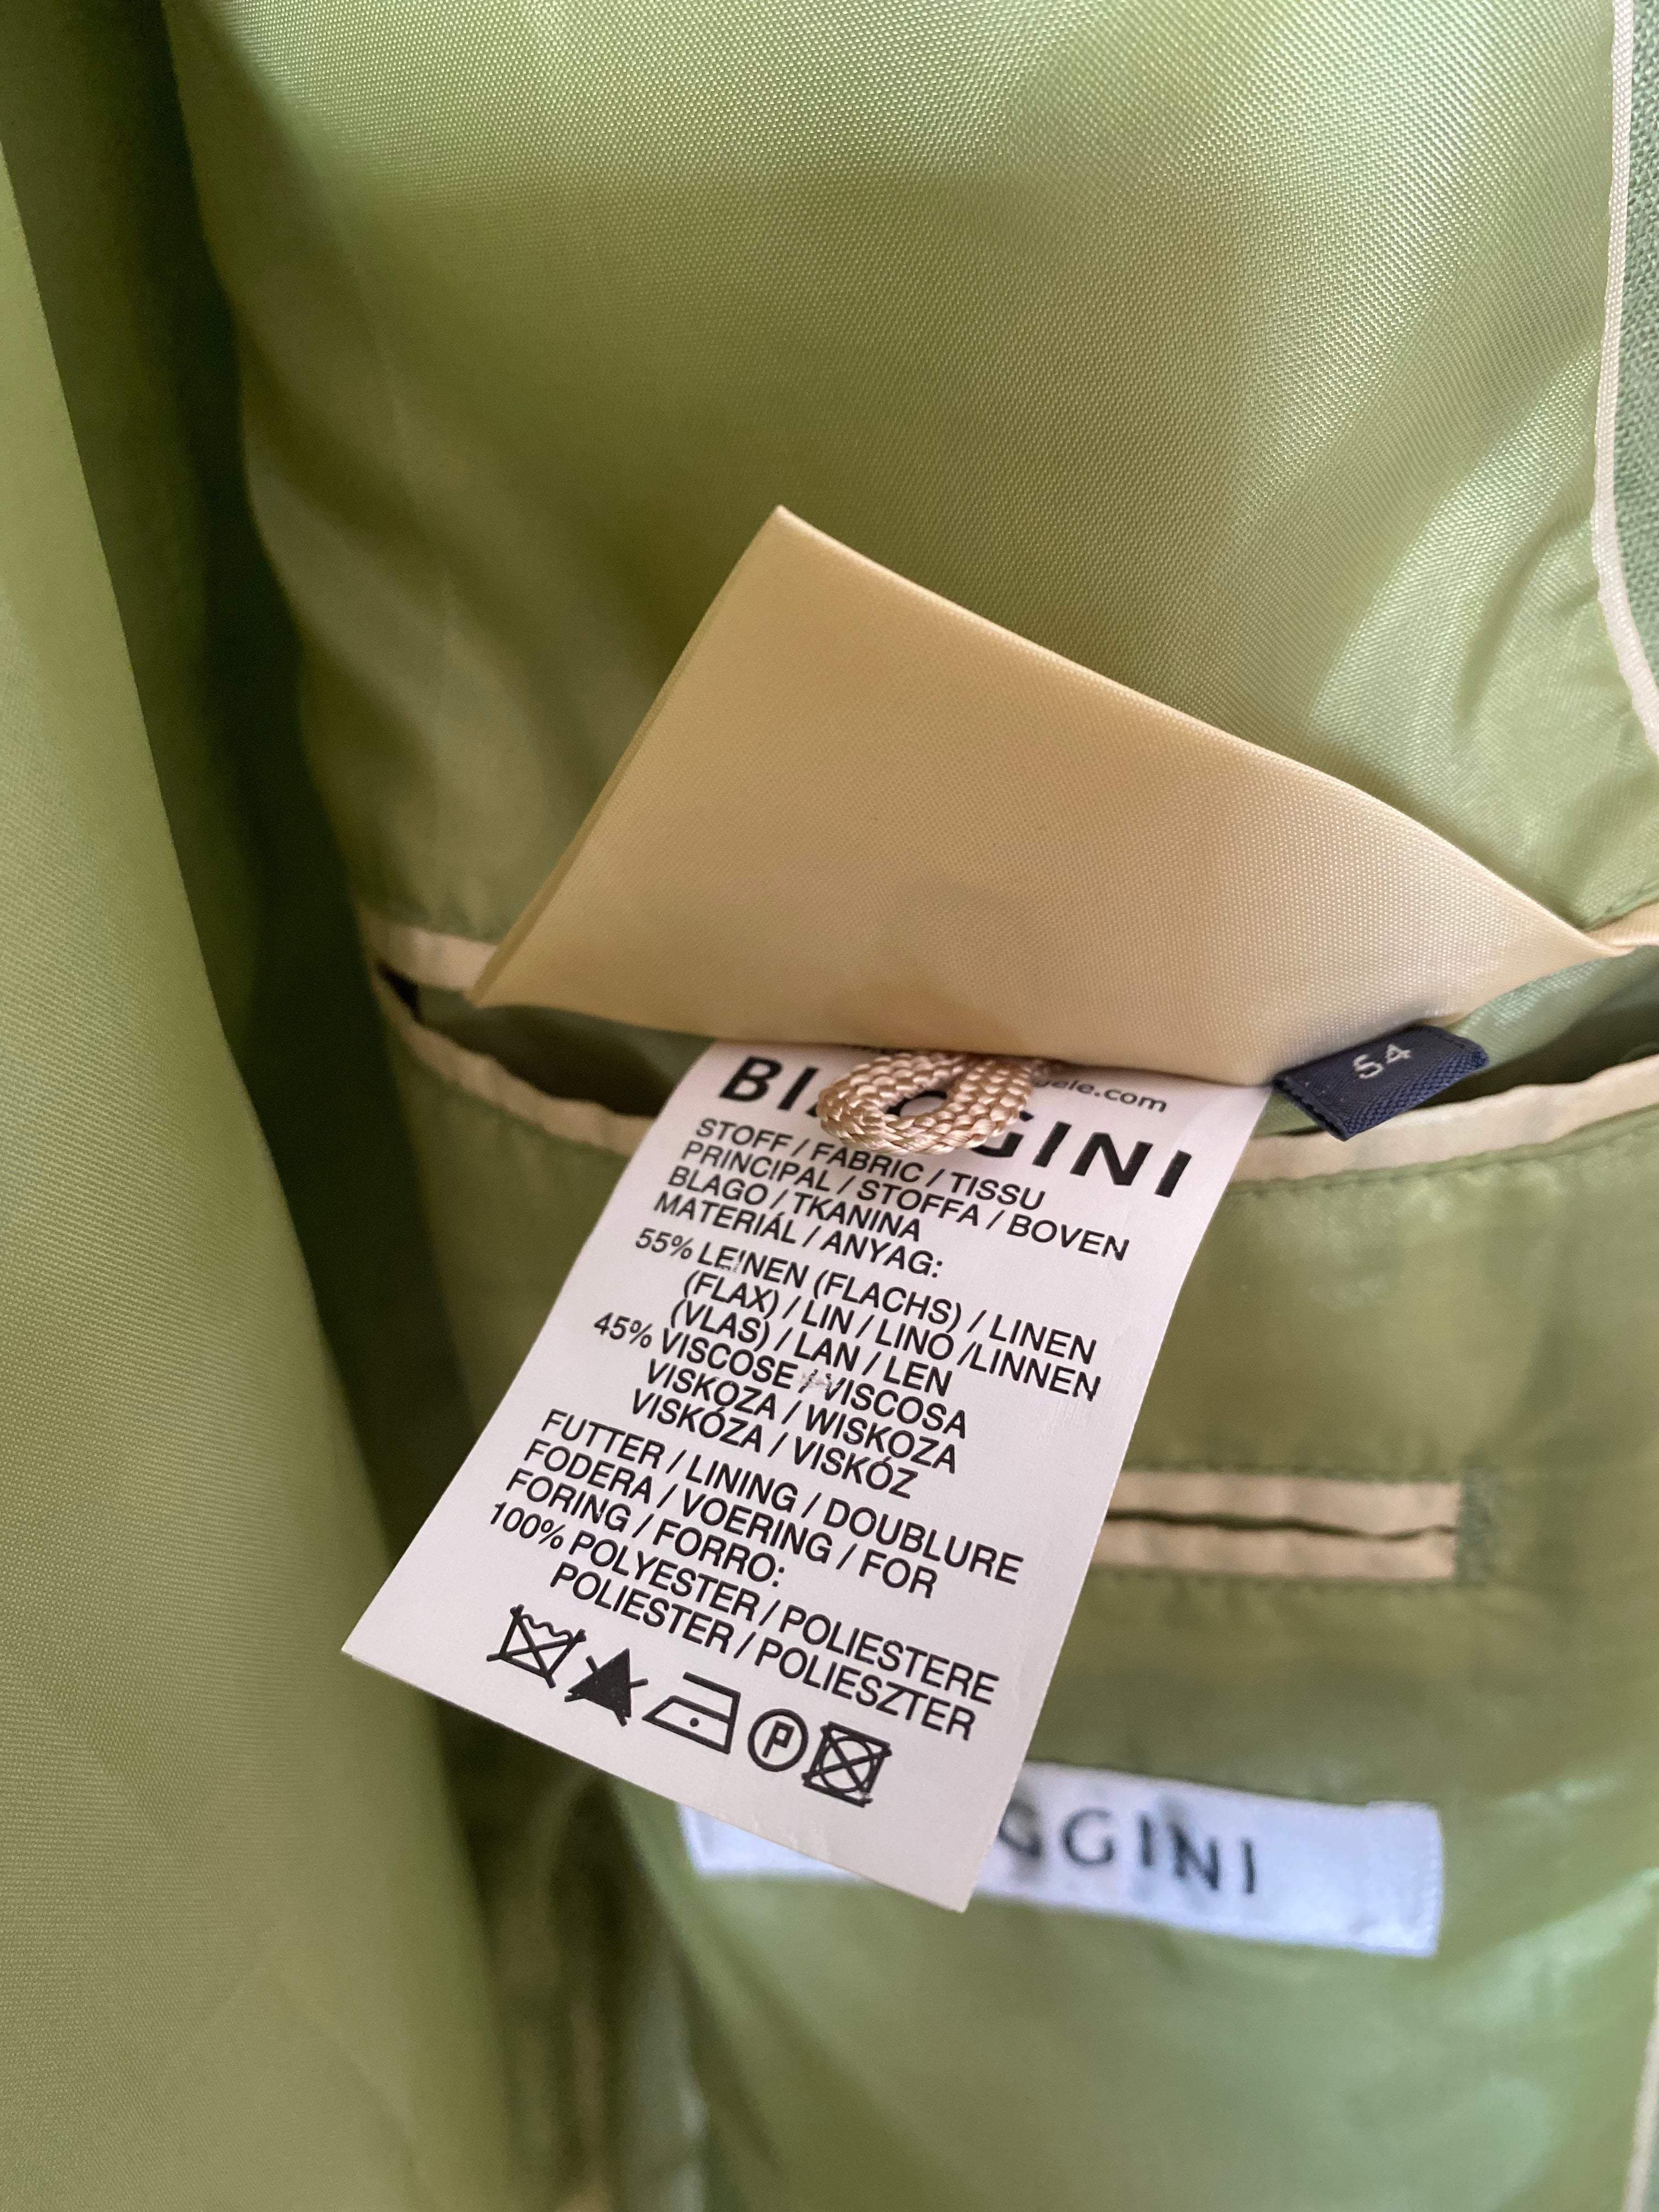 54
gele.com
STOFF / FABRIC / TISSU
PRINCIPAL / STOFFA / BOVEN
BLAGO / TKANINA
MATERIÁL / ANYAG:
55% LEINEN (FLACHS) / LINEN
(FLAX) / LIN / LINO /LINNEN
(VLAS) / LAN / LEN
45% VISCOSE / VISCOSA
VISKOZA / WISKOZA
VISKÓZA / VISKÓZ
FUTTER / LINING / DOUBLURE
FODERA / VOERING / FOR
FORING / FORRO:
100% POLYESTER / POLIESTERE
POLIESTER / POLIESZTER
P
GGINI